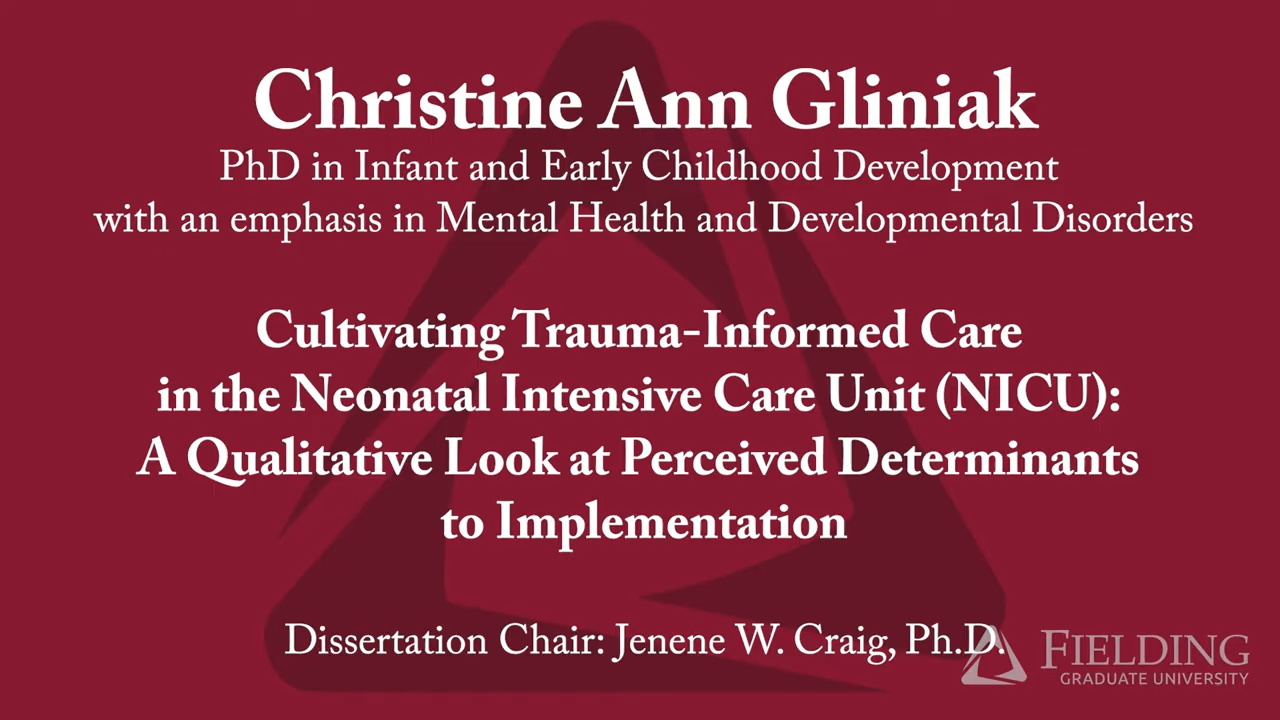 Christine Ann Gliniak
PhD in Infant and Early Childhood Development
with an emphasis in Mental Health and Developmental Disorders
Cultivating Trauma-Informed Care
in the Neonatal Intensive Care Unit (NICU):
A Qualitative Look at Perceived Determinants
to Implementation
Dissertation Chair: Jenene W. Craig, Ph.D.
FIELDING
GRADUATE UNIVERSITY